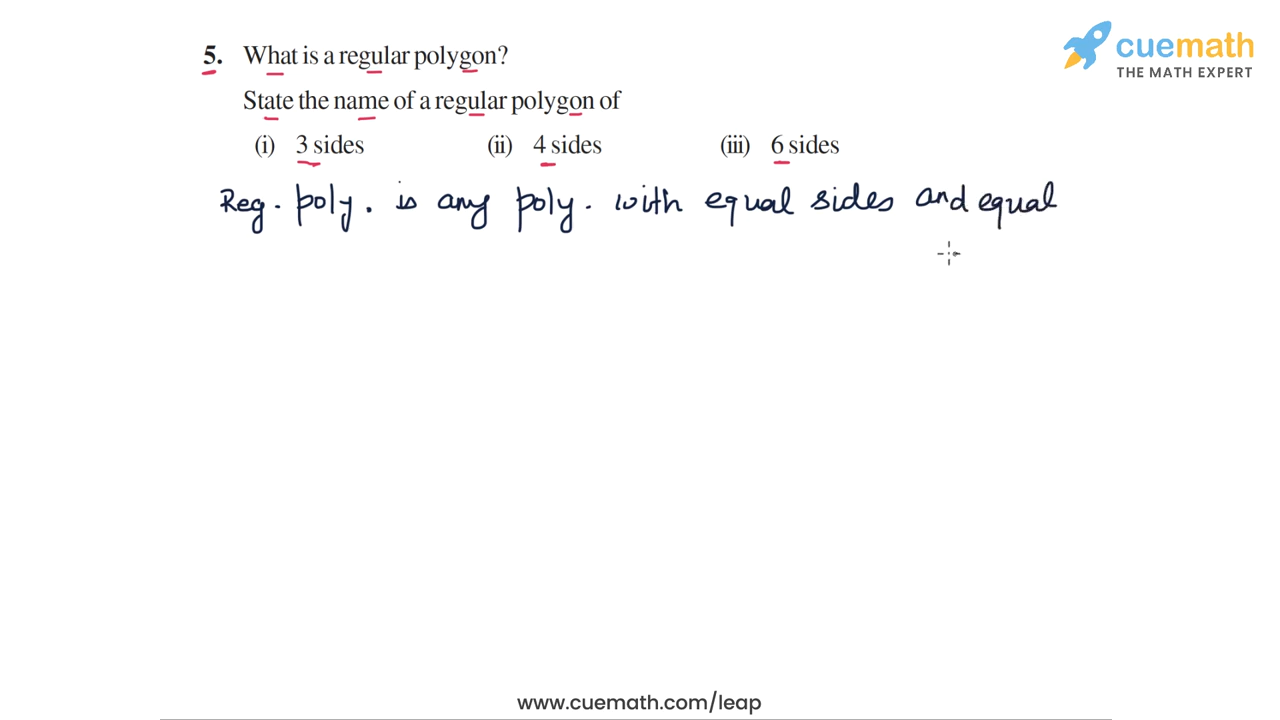 5. What is a regular polygon?
cuemath
THE MATH EXPERT
State the name of a regular polygon of
(i) 3 sides (ii) 4 sides (iii) 6 sides
Reg. poly. is any poly. with equal sides and equal
www.cuemath.com/leap